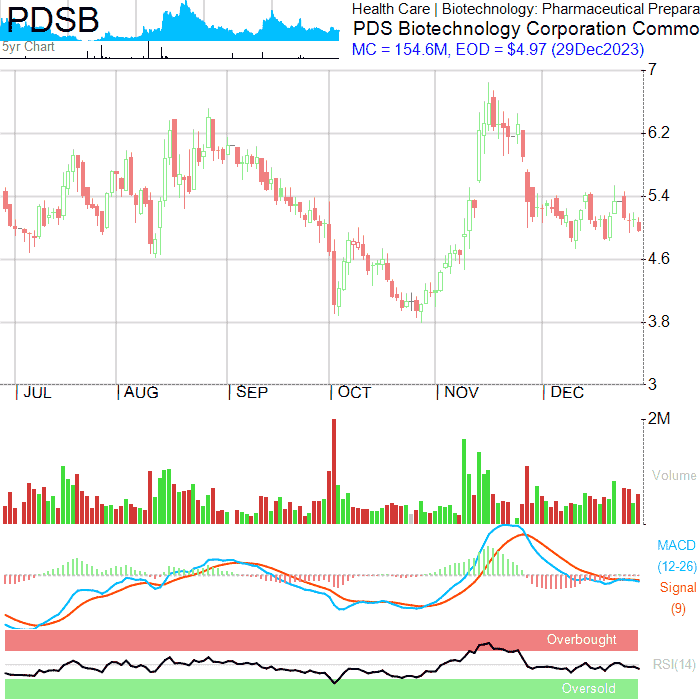 PDSB
5yr Chart
Health Care | Biotechnology: Pharmaceutical Prepara
PDS Biotechnology Corporation Commo
MC = 154.6M, EOD = $4.97 (29Dec2023)
7
6.2
5.4
4.6
3.8
3
| JUL | AUG | SEP | OCT | NOV | DEC
2M
Volume
MACD
(12-26)
Signal
(9)
Overbought
RSI(14)
Oversold